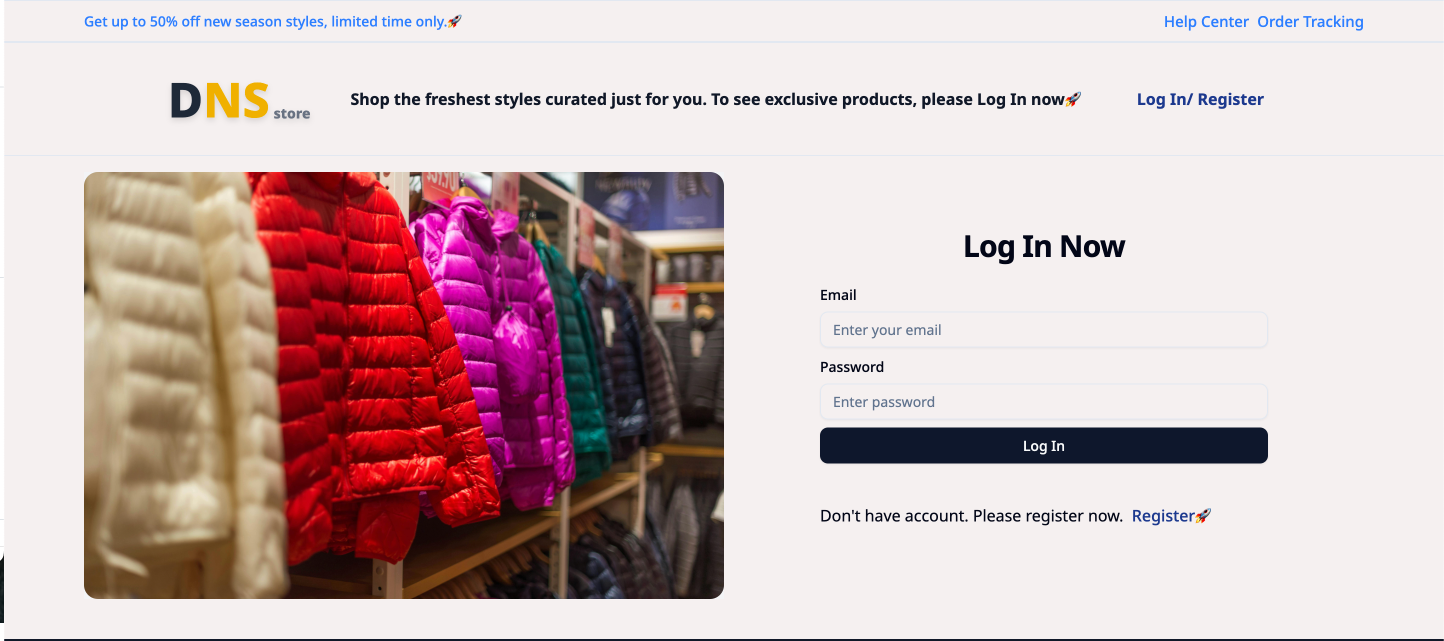 Get up to 50% off new season styles, limited time only.🚀
Help Center Order Tracking
DNS store
Shop the freshest styles curated just for you. To see exclusive products, please Log In now🚀
Log In/ Register
Log In Now
Email
Enter your email
Password
Enter password
Log In
Don't have account. Please register now. Register🚀